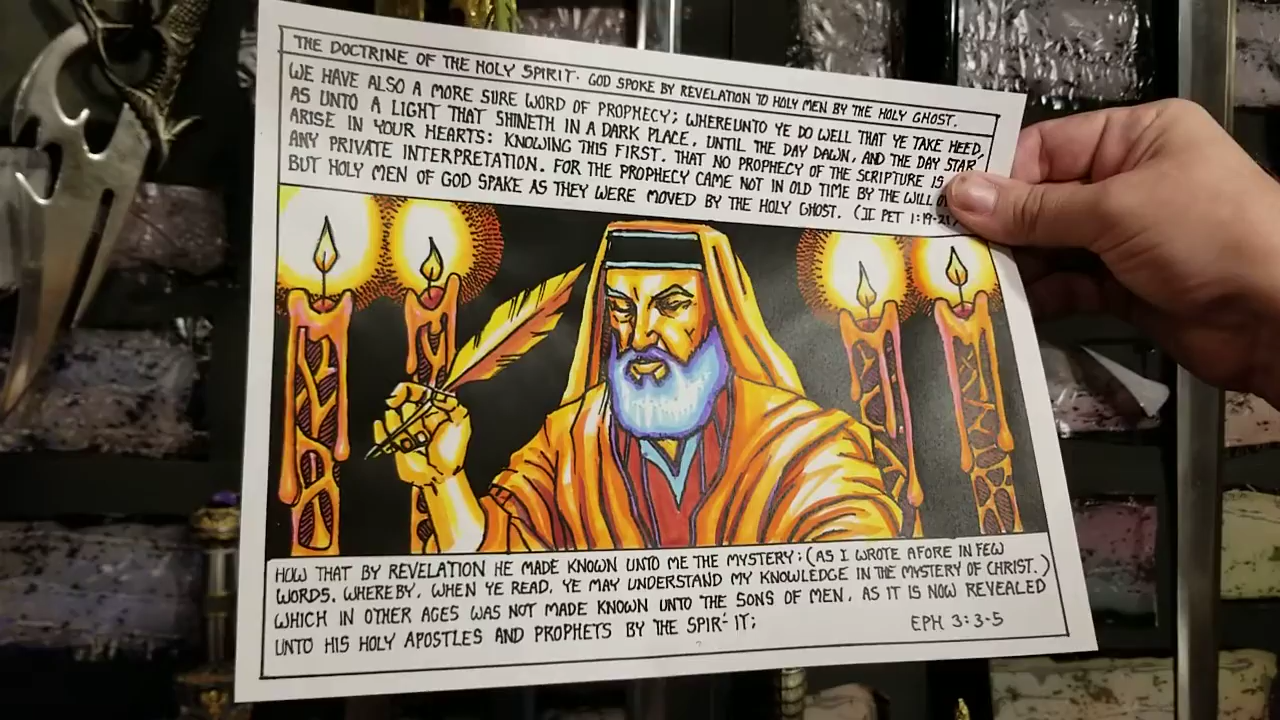 THE DOCTRINE OF THE HOLY SPIRIT. GOD SPOKE BY REVELATION TO HOLY MEN BY THE HOLY GHOST.
WE HAVE ALSO A MORE SURE WORD OF PROPHECY; WHEREUNTO YE DO WELL THAT YE TAKE HEED,
AS UNTO A LIGHT THAT SHINETH IN A DARK PLACE, UNTIL THE DAY DAWN, AND THE DAY STAR
ARISE IN YOUR HEARTS: KNOWING THIS FIRST. THAT NO PROPHECY OF THE SCRIPTURE IS
ANY PRIVATE INTERPRETATION. FOR THE PROPHECY CAME NOT IN OLD TIME BY THE WILL
BUT HOLY MEN OF GOD SPAKE AS THEY WERE MOVED BY THE HOLY GHOST. (II PET 1:19-21)
HOW THAT BY REVELATION HE MADE KNOWN UNTO ME THE MYSTERY; (AS I WROTE AFORE IN FEW
WORDS. WHEREBY, WHEN YE READ, YE MAY UNDERSTAND MY KNOWLEDGE IN THE MYSTERY OF CHRIST.)
WHICH IN OTHER AGES WAS NOT MADE KNOWN UNTO THE SONS OF MEN, AS IT IS NOW REVEALED
UNTO HIS HOLY APOSTLES AND PROPHETS BY THE SPIR-IT;
EPH 3:3-5